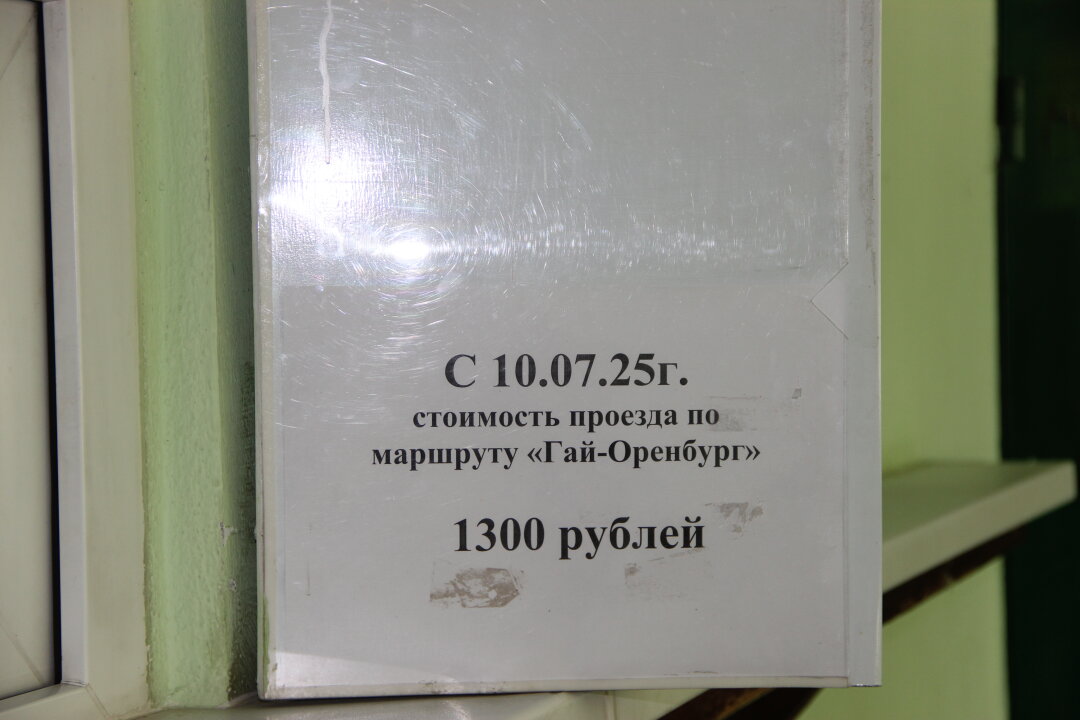 С 10.07.25г.
стоимость проезда по
маршруту «Гай-Оренбург»
1300 рублей